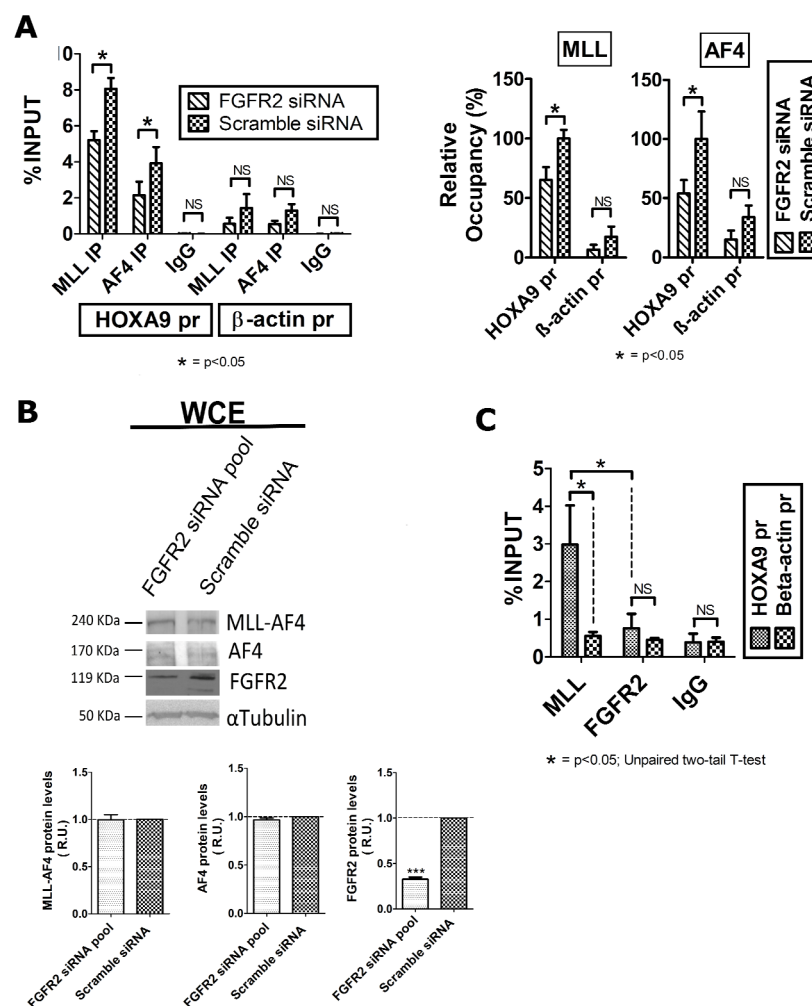 A
%INPUT
0
8
6
4
2
0
*
*
NS
NS
NS
NS
FGFR2 siRNA
Scramble siRNA
MLL IP
AF4 IP
IgG
MLL IP
AF4 IP
IgG
HOXA9 pr
β-actin pr
* = p<0.05
MLL
AF4
Relative
Occupancy (%)
150
100
50
0
*
NS
HOXA9 pr
ß-actin pr
150
100
50
0
*
NS
HOXA9 pr
ß-actin pr
FGFR2 siRNA
Scramble siRNA
* = p<0.05
B
WCE
FGFR2 siRNA pool
Scramble siRNA
240 KDa
MLL-AF4
170 KDa
AF4
119 KDa
FGFR2
50 KDa
αTubulin
MLL-AF4 protein levels
( R.U.)
1.5
1.0
0.5
0.0
FGFR2 siRNA pool
Scramble siRNA
AF4 protein levels
( R.U.)
1.5
1.0
0.5
0.0
FGFR2 siRNA pool
Scramble siRNA
FGFR2 protein levels
( R.U.)
1.5
1.0
0.5
0.0
***
FGFR2 siRNA pool
Scramble siRNA
C
%INPUT
5
4
3
2
1
0
*
*
NS
NS
MLL
FGFR2
IgG
HOXA9 pr
Beta-actin pr
* = p<0.05; Unpaired two-tail T-test